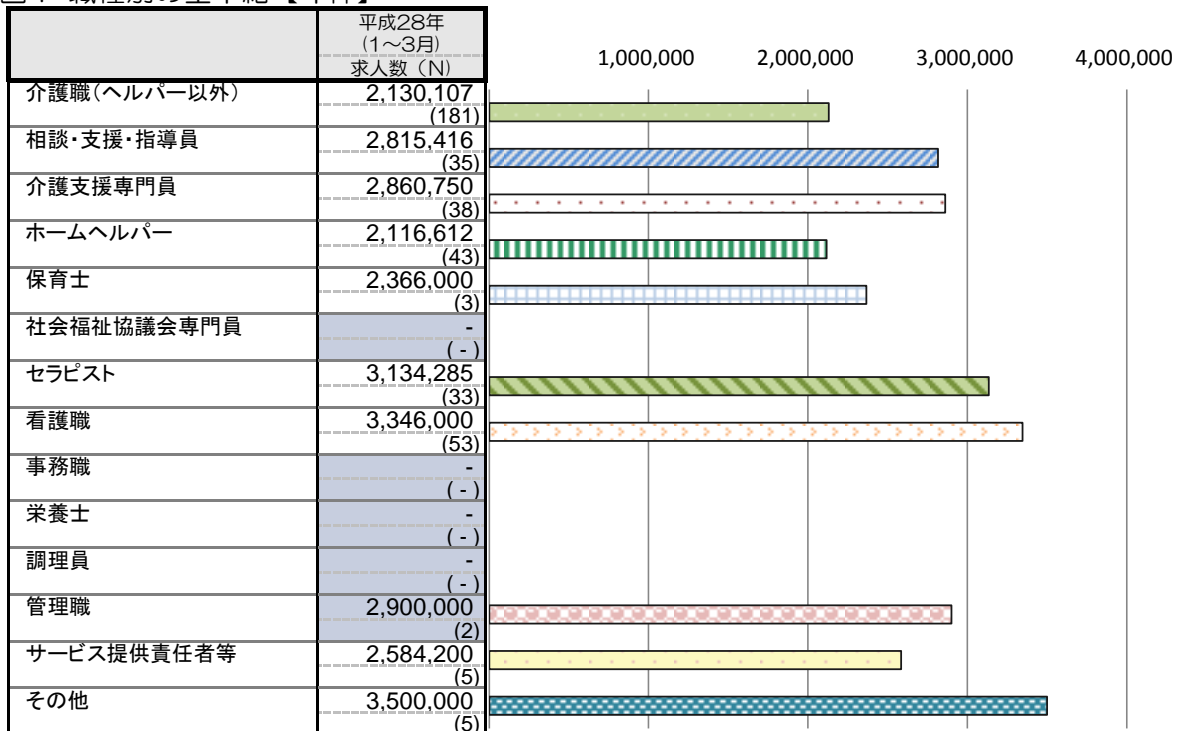 平成28年
(1～3月)
求人数（N）
1,000,000 2,000,000 3,000,000 4,000,000
介護職（ヘルパー以外） 2,130,107
(181)
相談・支援・指導員 2,815,416
(35)
介護支援専門員 2,860,750
(38)
ホームヘルパー 2,116,612
(43)
保育士 2,366,000
(3)
社会福祉協議会専門員 -
( - )
セラピスト 3,134,285
(33)
看護職 3,346,000
(53)
事務職 -
( - )
栄養士 -
( - )
調理員 -
( - )
管理職 2,900,000
(2)
サービス提供責任者等 2,584,200
(5)
その他 3,500,000
(5)